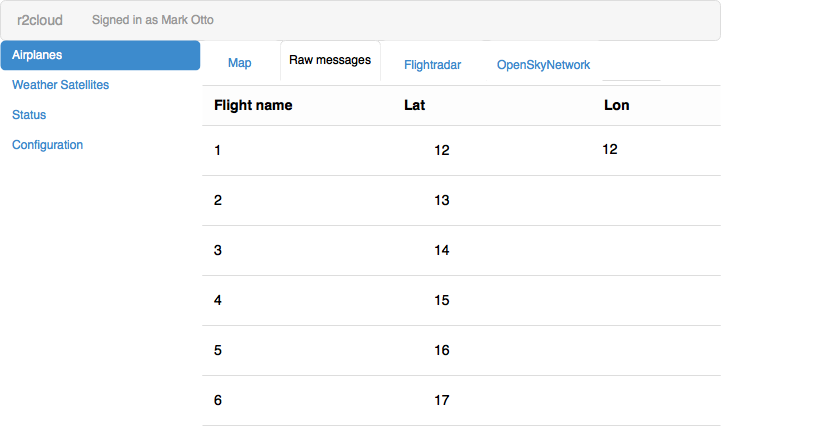 r2cloud Signed in as Mark Otto
Airplanes
Weather Satellites
Status
Configuration
Map Raw messages Flightradar OpenSkyNetwork
Flight name Lat Lon
1 12 12
2 13
3 14
4 15
5 16
6 17